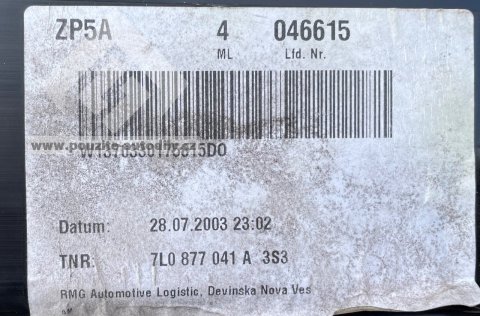 ZP5A 4 046615
ML Lfd. Nr.
www.pouzite-autodily.cz
Datum: 28.07.2003 23:02
TNR: 7L0 877 041 A 3S3
RMG Automotive Logistic, Devinska Nova Ves